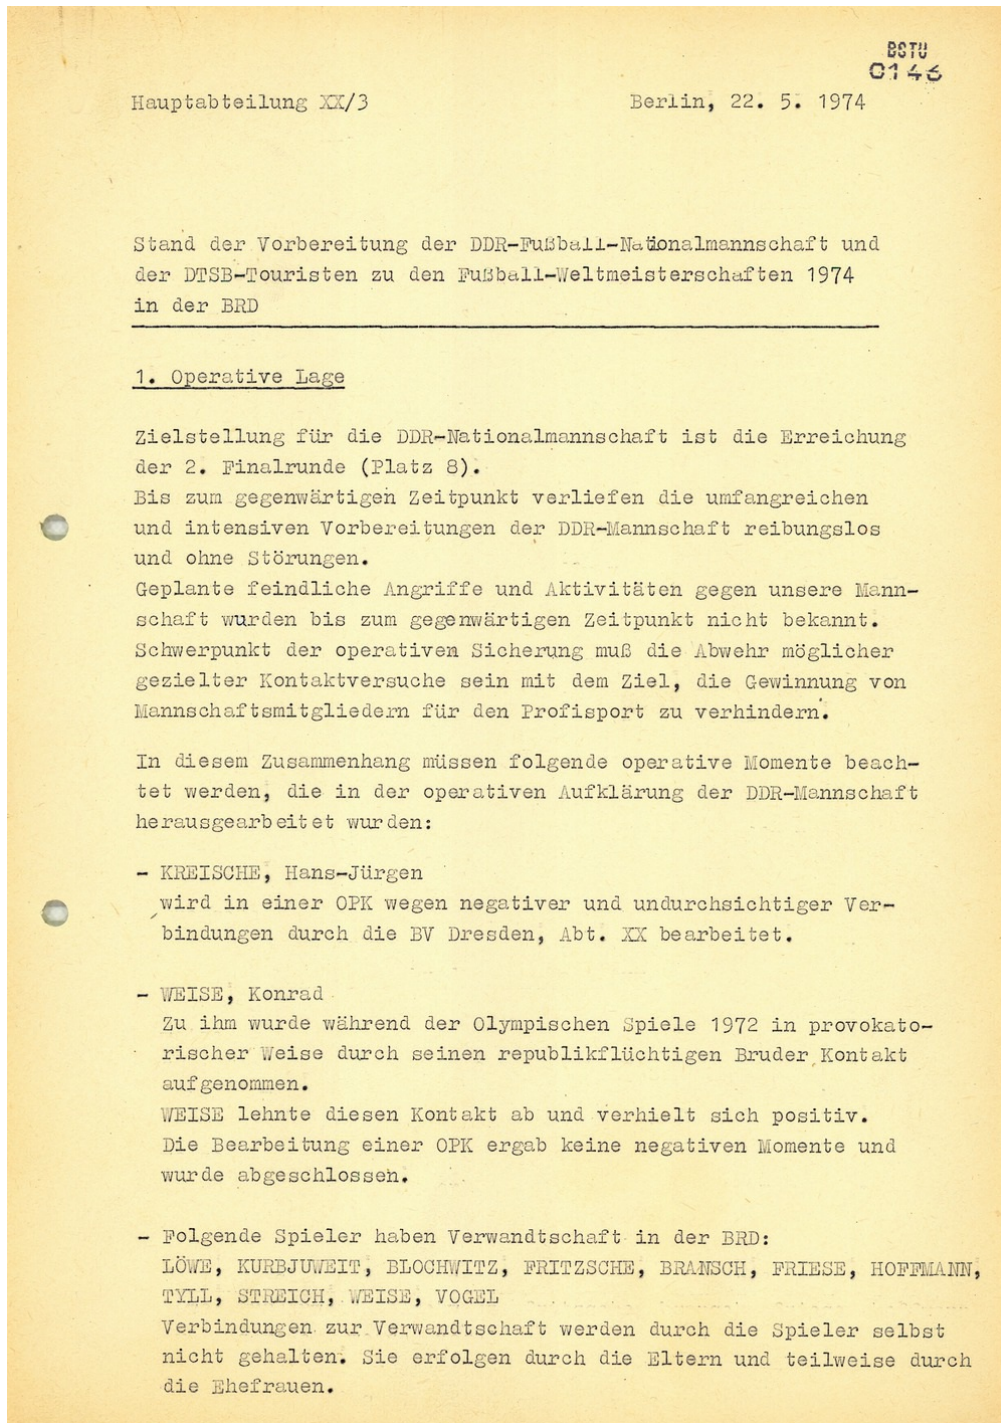 BSTU
0146
Hauptabteilung XX/3 Berlin, 22. 5. 1974
Stand der Vorbereitung der DDR-Fußball-Nationalmannschaft und
der DTSB-Touristen zu den Fußball-Weltmeisterschaften 1974
in der BRD
1. Operative Lage
Zielstellung für die DDR-Nationalmannschaft ist die Erreichung
der 2. Finalrunde (Platz 8).
Bis zum gegenwärtigen Zeitpunkt verliefen die umfangreichen
und intensiven Vorbereitungen der DDR-Mannschaft reibungslos
und ohne Störungen.
Geplante feindliche Angriffe und Aktivitäten gegen unsere Mann-
schaft wurden bis zum gegenwärtigen Zeitpunkt nicht bekannt.
Schwerpunkt der operativen Sicherung muß die Abwehr möglicher
gezielter Kontaktversuche sein mit dem Ziel, die Gewinnung von
Mannschaftsmitgliedern für den Profisport zu verhindern.
In diesem Zusammenhang müssen folgende operative Momente beach-
tet werden, die in der operativen Aufklärung der DDR-Mannschaft
herausgearbeitet wurden:
- KREISCHE, Hans-Jürgen
wird in einer OPK wegen negativer und undurchsichtiger Ver-
bindungen durch die BV Dresden, Abt. XX bearbeitet.
- WEISE, Konrad
Zu ihm wurde während der Olympischen Spiele 1972 in provokato-
rischer Weise durch seinen republikflüchtigen Bruder Kontakt
aufgenommen.
WEISE lehnte diesen Kontakt ab und verhielt sich positiv.
Die Bearbeitung einer OPK ergab keine negativen Momente und
wurde abgeschlossen.
- Folgende Spieler haben Verwandtschaft in der BRD:
LÖWE, KURBJUWEIT, BLOCHWITZ, FRITZSCHE, BRANSCH, FRIESE, HOFFMANN,
TYLL, STREICH, WEISE, VOGEL
Verbindungen zur Verwandtschaft werden durch die Spieler selbst
nicht gehalten. Sie erfolgen durch die Eltern und teilweise durch
die Ehefrauen.